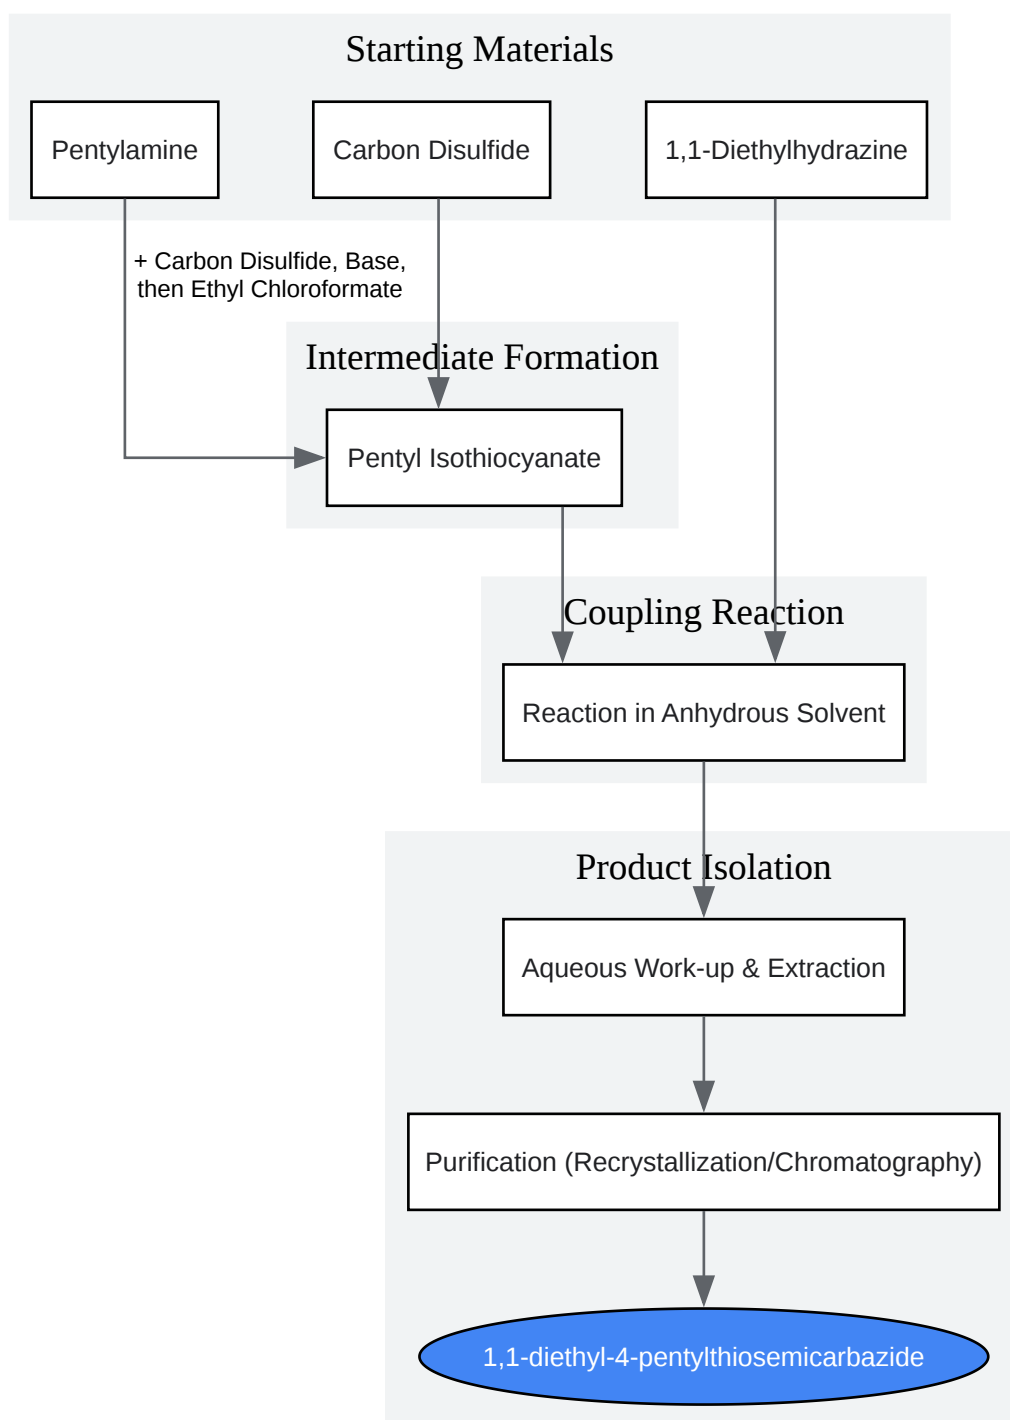 Starting Materials
Pentylamine
Carbon Disulfide
1,1-Diethylhydrazine
+ Carbon Disulfide, Base,
then Ethyl Chloroformate
Intermediate Formation
Pentyl Isothiocyanate
Coupling Reaction
Reaction in Anhydrous Solvent
Product Isolation
Aqueous Work-up & Extraction
Purification (Recrystallization/Chromatography)
1,1-diethyl-4-pentylthiosemicarbazide